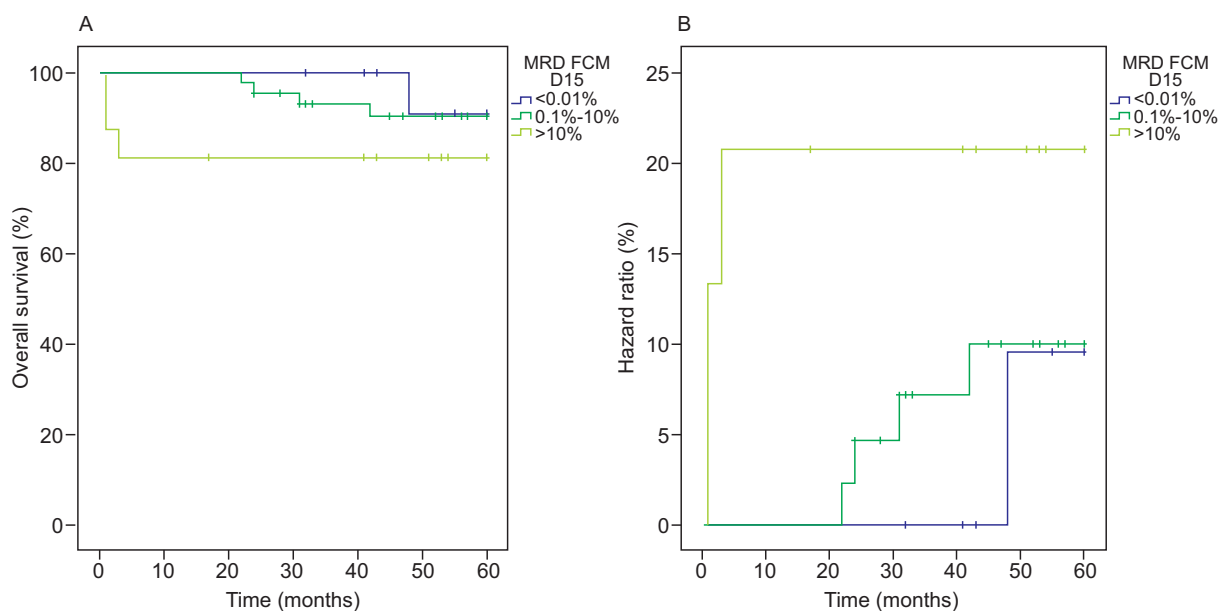 A
Overall survival (%)
100
80
60
40
20
0
0 10 20 30 40 50 60
Time (months)
MRD FCM
D15
<0.01%
0.1%-10%
>10%
B
Hazard ratio (%)
25
20
15
10
5
0
0 10 20 30 40 50 60
Time (months)
MRD FCM
D15
<0.01%
0.1%-10%
>10%